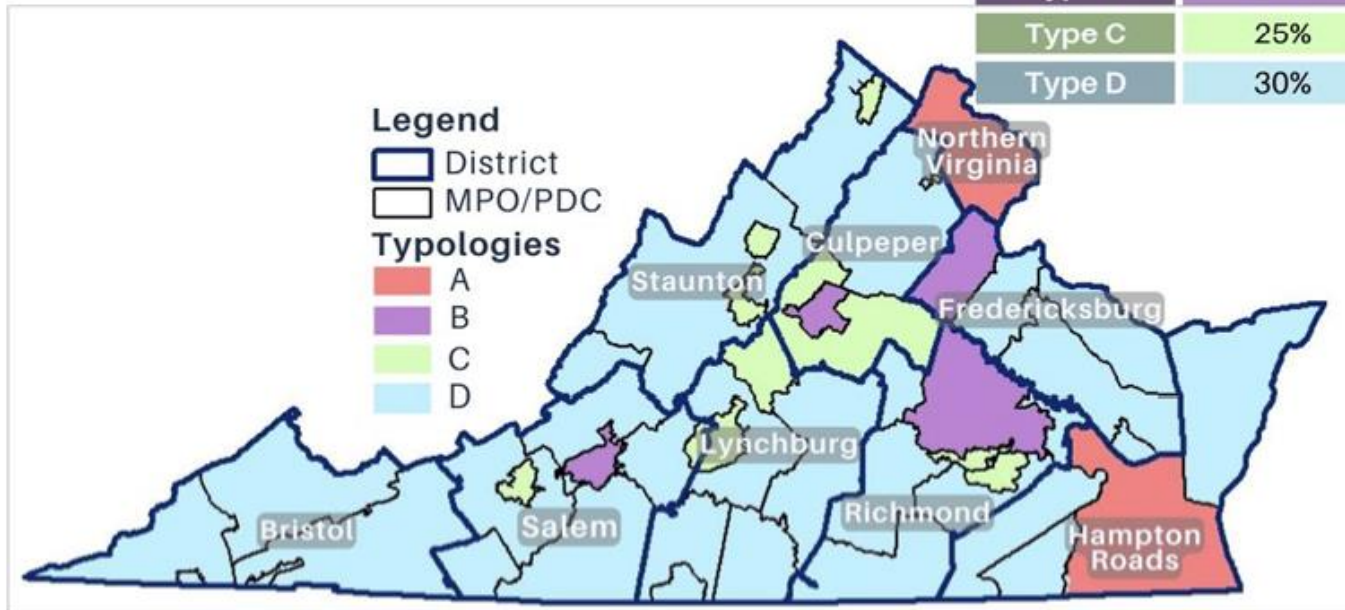 Type C 25%
Type D 30%
Legend
District
MPO/PDC
Typologies
A
B
C
D
Northern
Virginia
Culpeper
Staunton
Fredericksburg
Lynchburg
Richmond
Salem
Bristol
Hampton
Roads